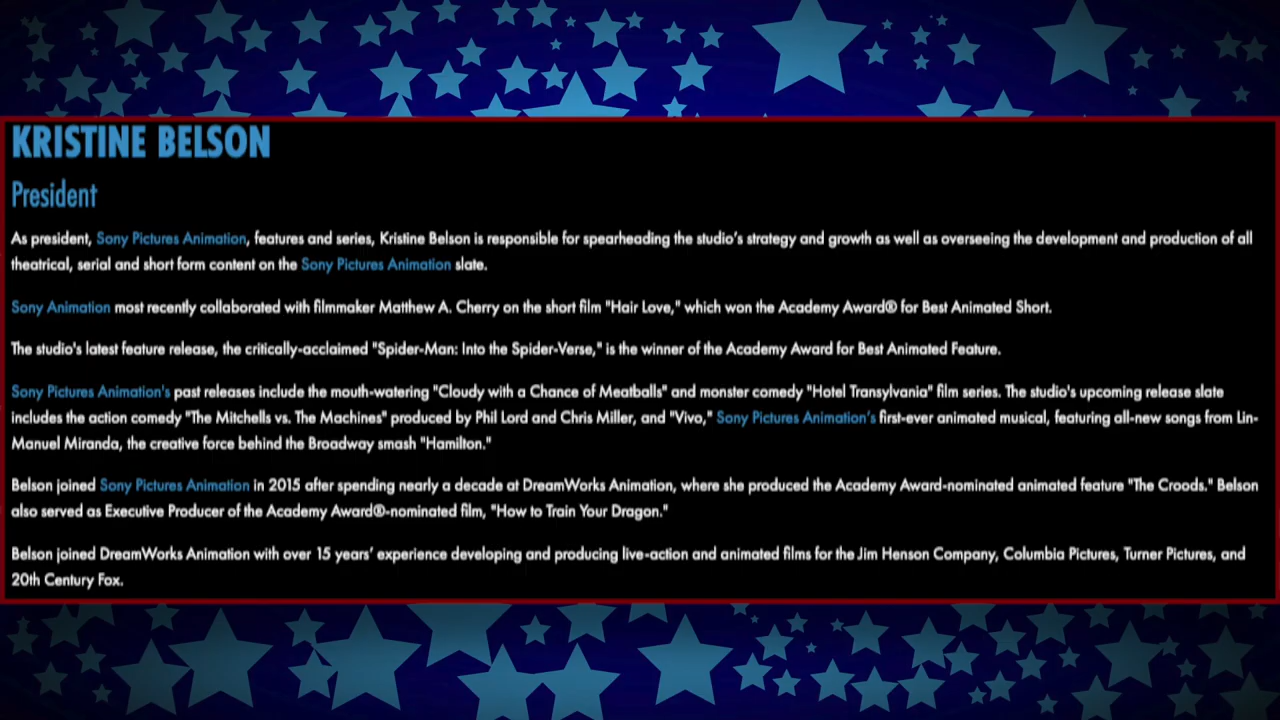 KRISTINE BELSON
President
As president, Sony Pictures Animation, features and series, Kristine Belson is responsible for spearheading the studio's strategy and growth as well as overseeing the development and production of all
theatrical, serial and short form content on the Sony Pictures Animation slate.
Sony Animation most recently collaborated with filmmaker Matthew A. Cherry on the short film "Hair Love," which won the Academy Award® for Best Animated Short.
The studio's latest feature release, the critically-acclaimed "Spider-Man: Into the Spider-Verse," is the winner of the Academy Award for Best Animated Feature.
Sony Pictures Animation's past releases include the mouth-watering "Cloudy with a Chance of Meatballs" and monster comedy "Hotel Transylvania" film series. The studio's upcoming release slate
includes the action comedy "The Mitchells vs. The Machines" produced by Phil Lord and Chris Miller, and "Vivo," Sony Pictures Animation's first-ever animated musical, featuring all-new songs from Lin-
Manuel Miranda, the creative force behind the Broadway smash "Hamilton."
Belson joined Sony Pictures Animation in 2015 after spending nearly a decade at DreamWorks Animation, where she produced the Academy Award-nominated animated feature "The Croods." Belson
also served as Executive Producer of the Academy Award®-nominated film, "How to Train Your Dragon."
Belson joined DreamWorks Animation with over 15 years' experience developing and producing live-action and animated films for the Jim Henson Company, Columbia Pictures, Turner Pictures, and
20th Century Fox.